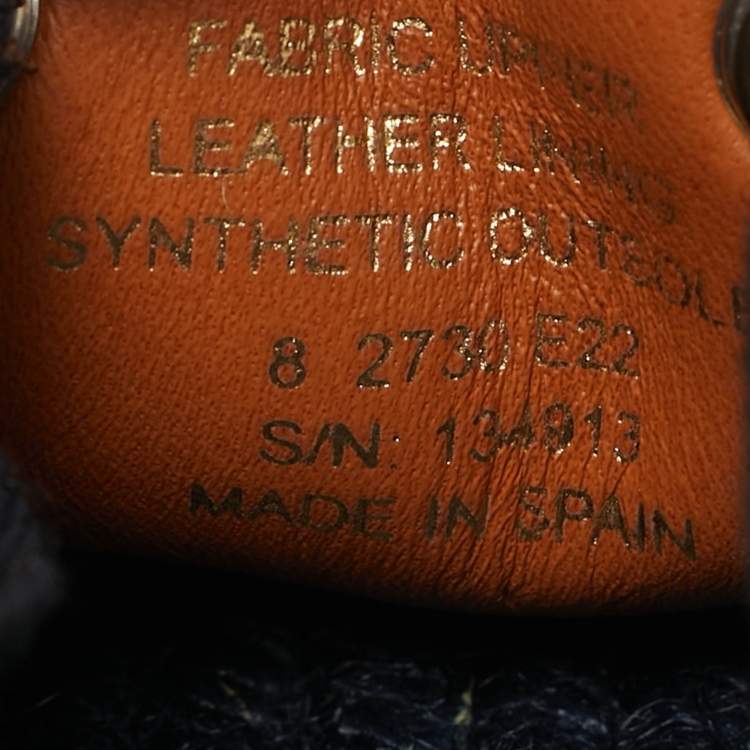 FABRIC UPPER
LEATHER LINING
SYNTHETIC OUTSOLE
8 2730 E22
S/N: 134913
MADE IN SPAIN